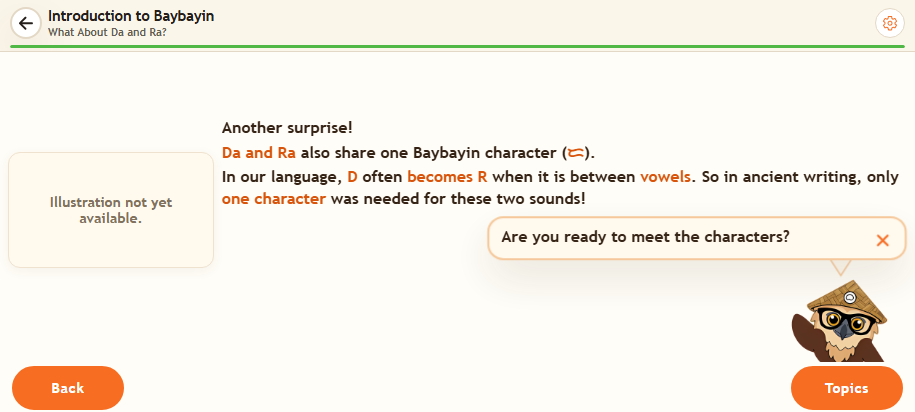 Introduction to Baybayin
What About Da and Ra?
Another surprise!
Da and Ra also share one Baybayin character (ᜇ).
In our language, D often becomes R when it is between vowels. So in ancient writing, only
one character was needed for these two sounds!
Illustration not yet
available.
Are you ready to meet the characters?
Back
Topics